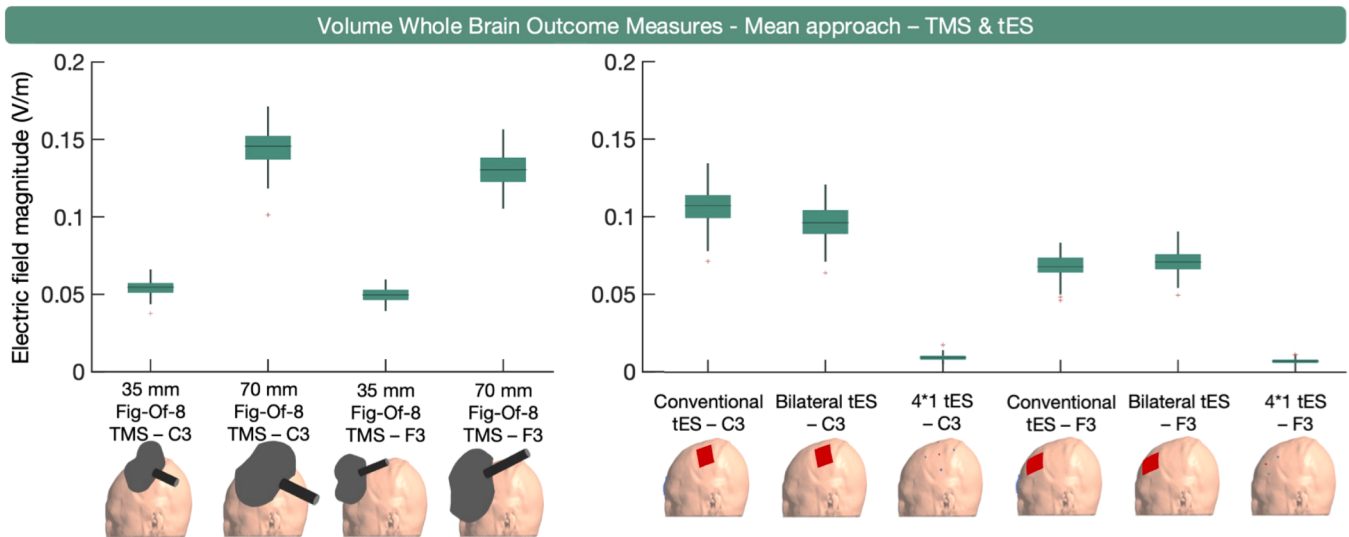 Volume Whole Brain Outcome Measures - Mean approach – TMS & tES
Electric field magnitude (V/m)
0.2
0.15
0.1
0.05
0
35 mm
Fig-Of-8
TMS – C3
70 mm
Fig-Of-8
TMS – C3
35 mm
Fig-Of-8
TMS – F3
70 mm
Fig-Of-8
TMS – F3
0.2
0.15
0.1
0.05
0
Conventional
tES – C3
Bilateral tES
– C3
4*1 tES
– C3
Conventional
tES – F3
Bilateral tES
– F3
4*1 tES
– F3